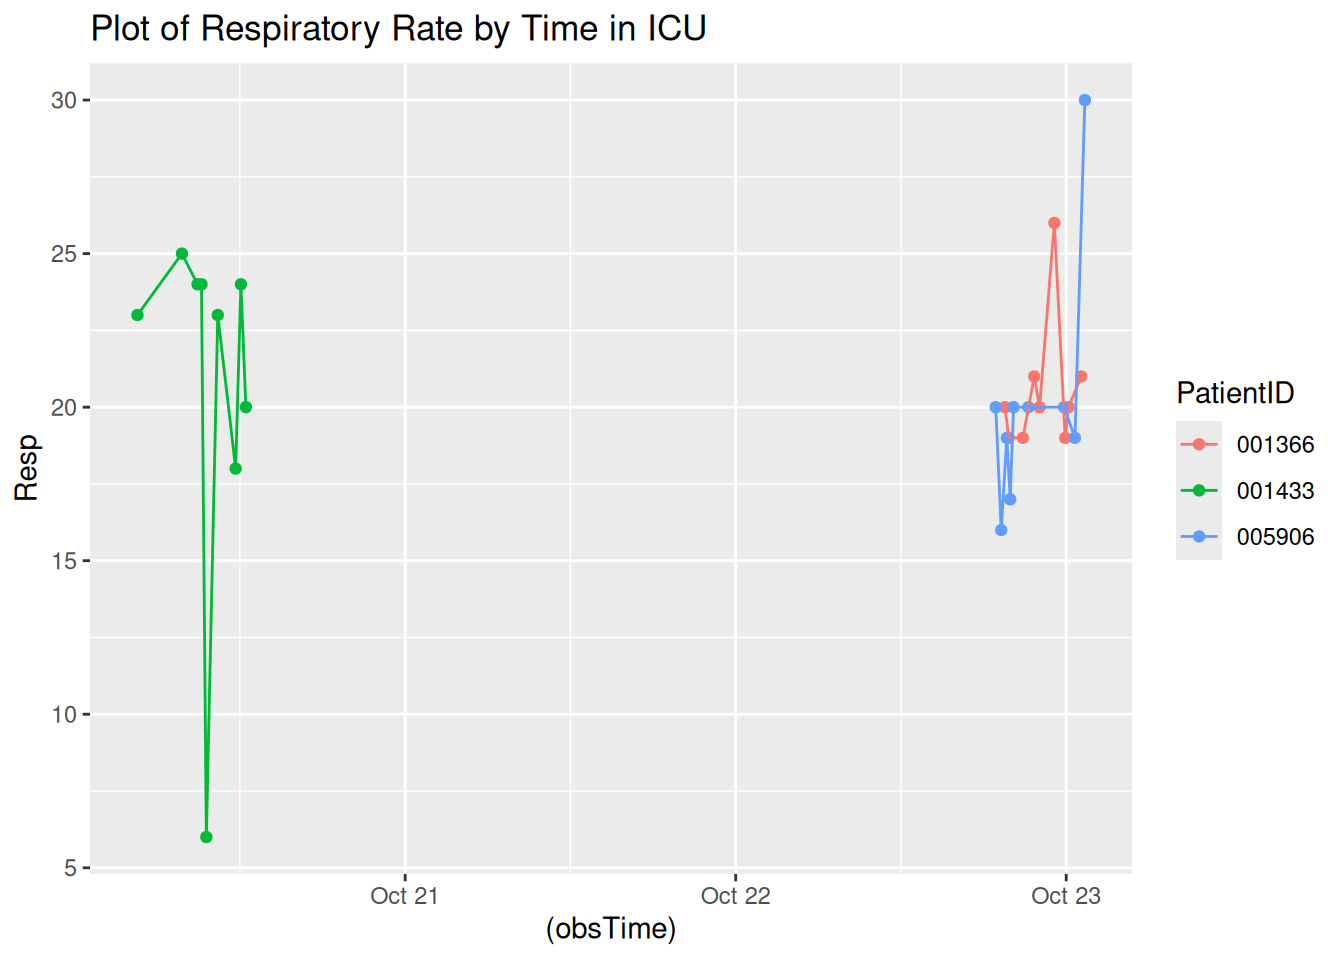 Plot of Respiratory Rate by Time in ICU
30
25
20
15
10
5
Resp
Oct 21
Oct 22
Oct 23
(obsTime)
PatientID
001366
001433
005906